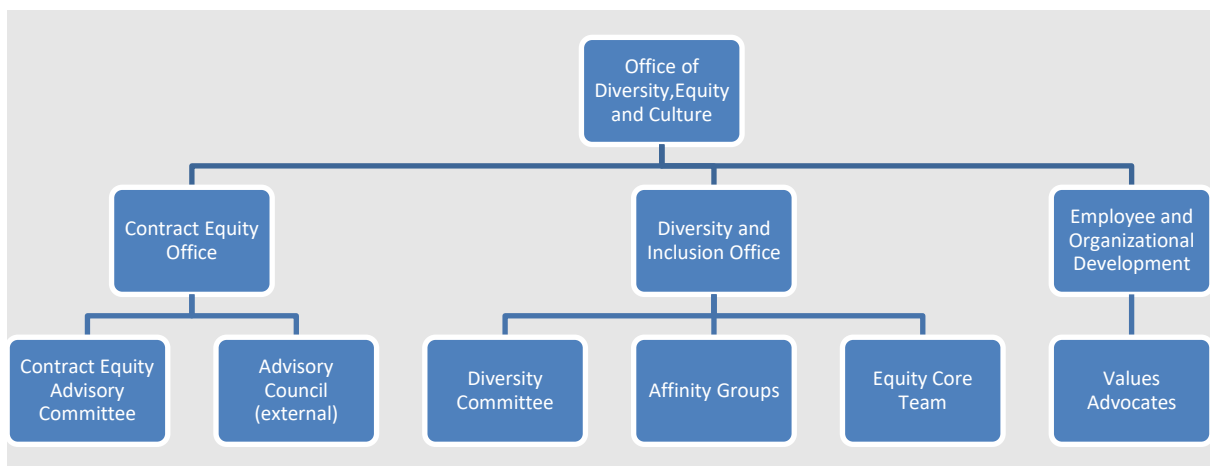 Office of
Diversity,Equity
and Culture
Contract Equity
Office
Diversity and
Inclusion Office
Employee and
Organizational
Development
Contract Equity
Advisory
Committee
Advisory
Council
(external)
Diversity
Committee
Affinity Groups
Equity Core
Team
Values
Advocates